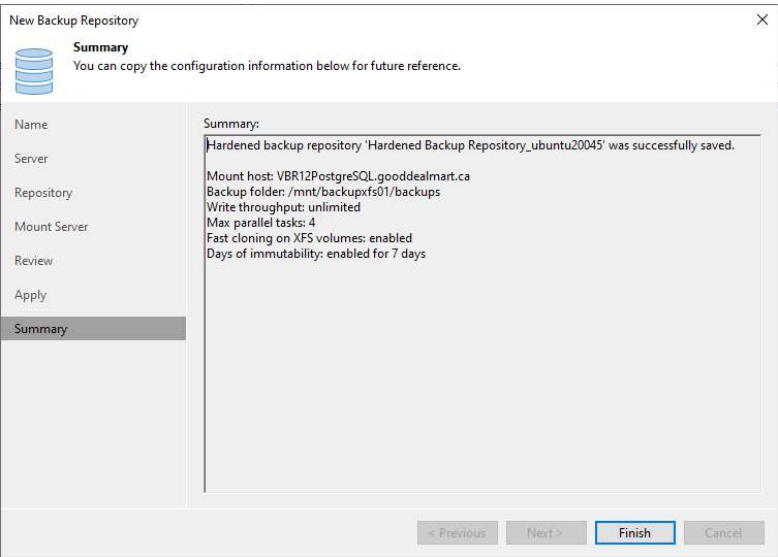 New Backup Repository
Summary
You can copy the configuration information below for future reference.
Name
Server
Repository
Mount Server
Review
Apply
Summary
Summary:
Hardened backup repository 'Hardened Backup Repository_ubuntu20045' was successfully saved.
Mount host: VBR12PostgreSQL.gooddealmart.ca
Backup folder: /mnt/backupxfs01/backups
Write throughput: unlimited
Max parallel tasks: 4
Fast cloning on XFS volumes: enabled
Days of immutability: enabled for 7 days
< Previous
Next >
Finish
Cancel